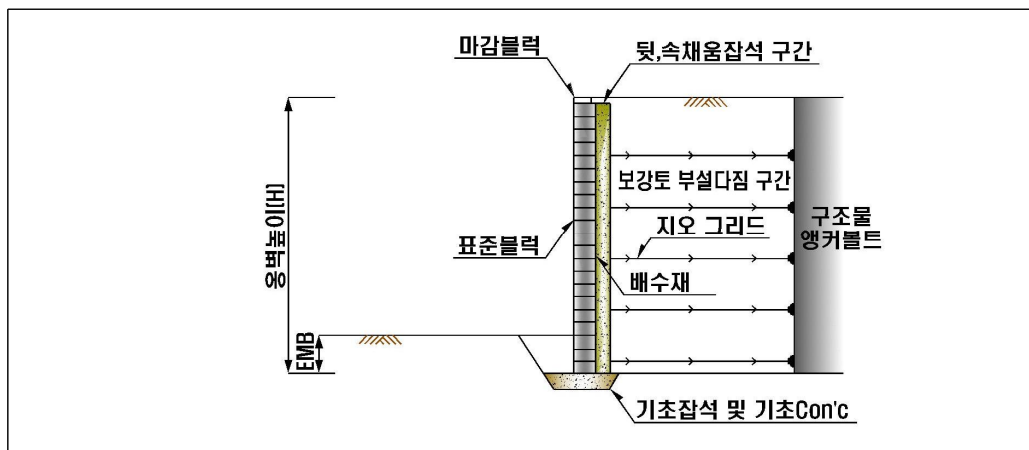 마감블럭
뒷,속채움잡석 구간
보강토 부설다짐 구간
구조물
앵커볼트
지오 그리드
옹벽높이(H)
표준블럭
배수재
EMB
기초잡석 및 기초Con'c